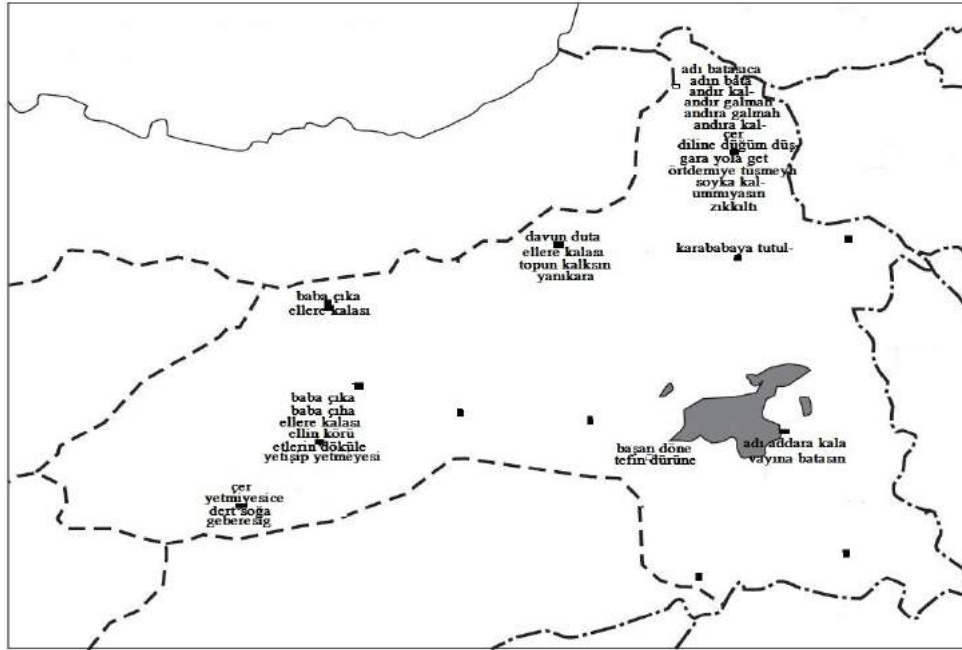 adı batasıca
adın bata
andır kal-
andır galmah
andıra galmah
andıra kal-
çer
diline düğüm düş-
gara yola get
örtdemiye tüşmeyh
soyka kal-
ummıyasın
zıkkıltı
davun duta
ellere kalası
topun kalksın
yanıkara
karababaya tutul-
baba çıka
ellere kalası
baba çıka
baba çıha
ellere kalası
ellin körü
etlerin döküle
yetişip yetmeyesi
başan döne
tefin dürüne
adı addara kala
vayına batasın
çer
yetmiyesice
dert soğa
geberesig